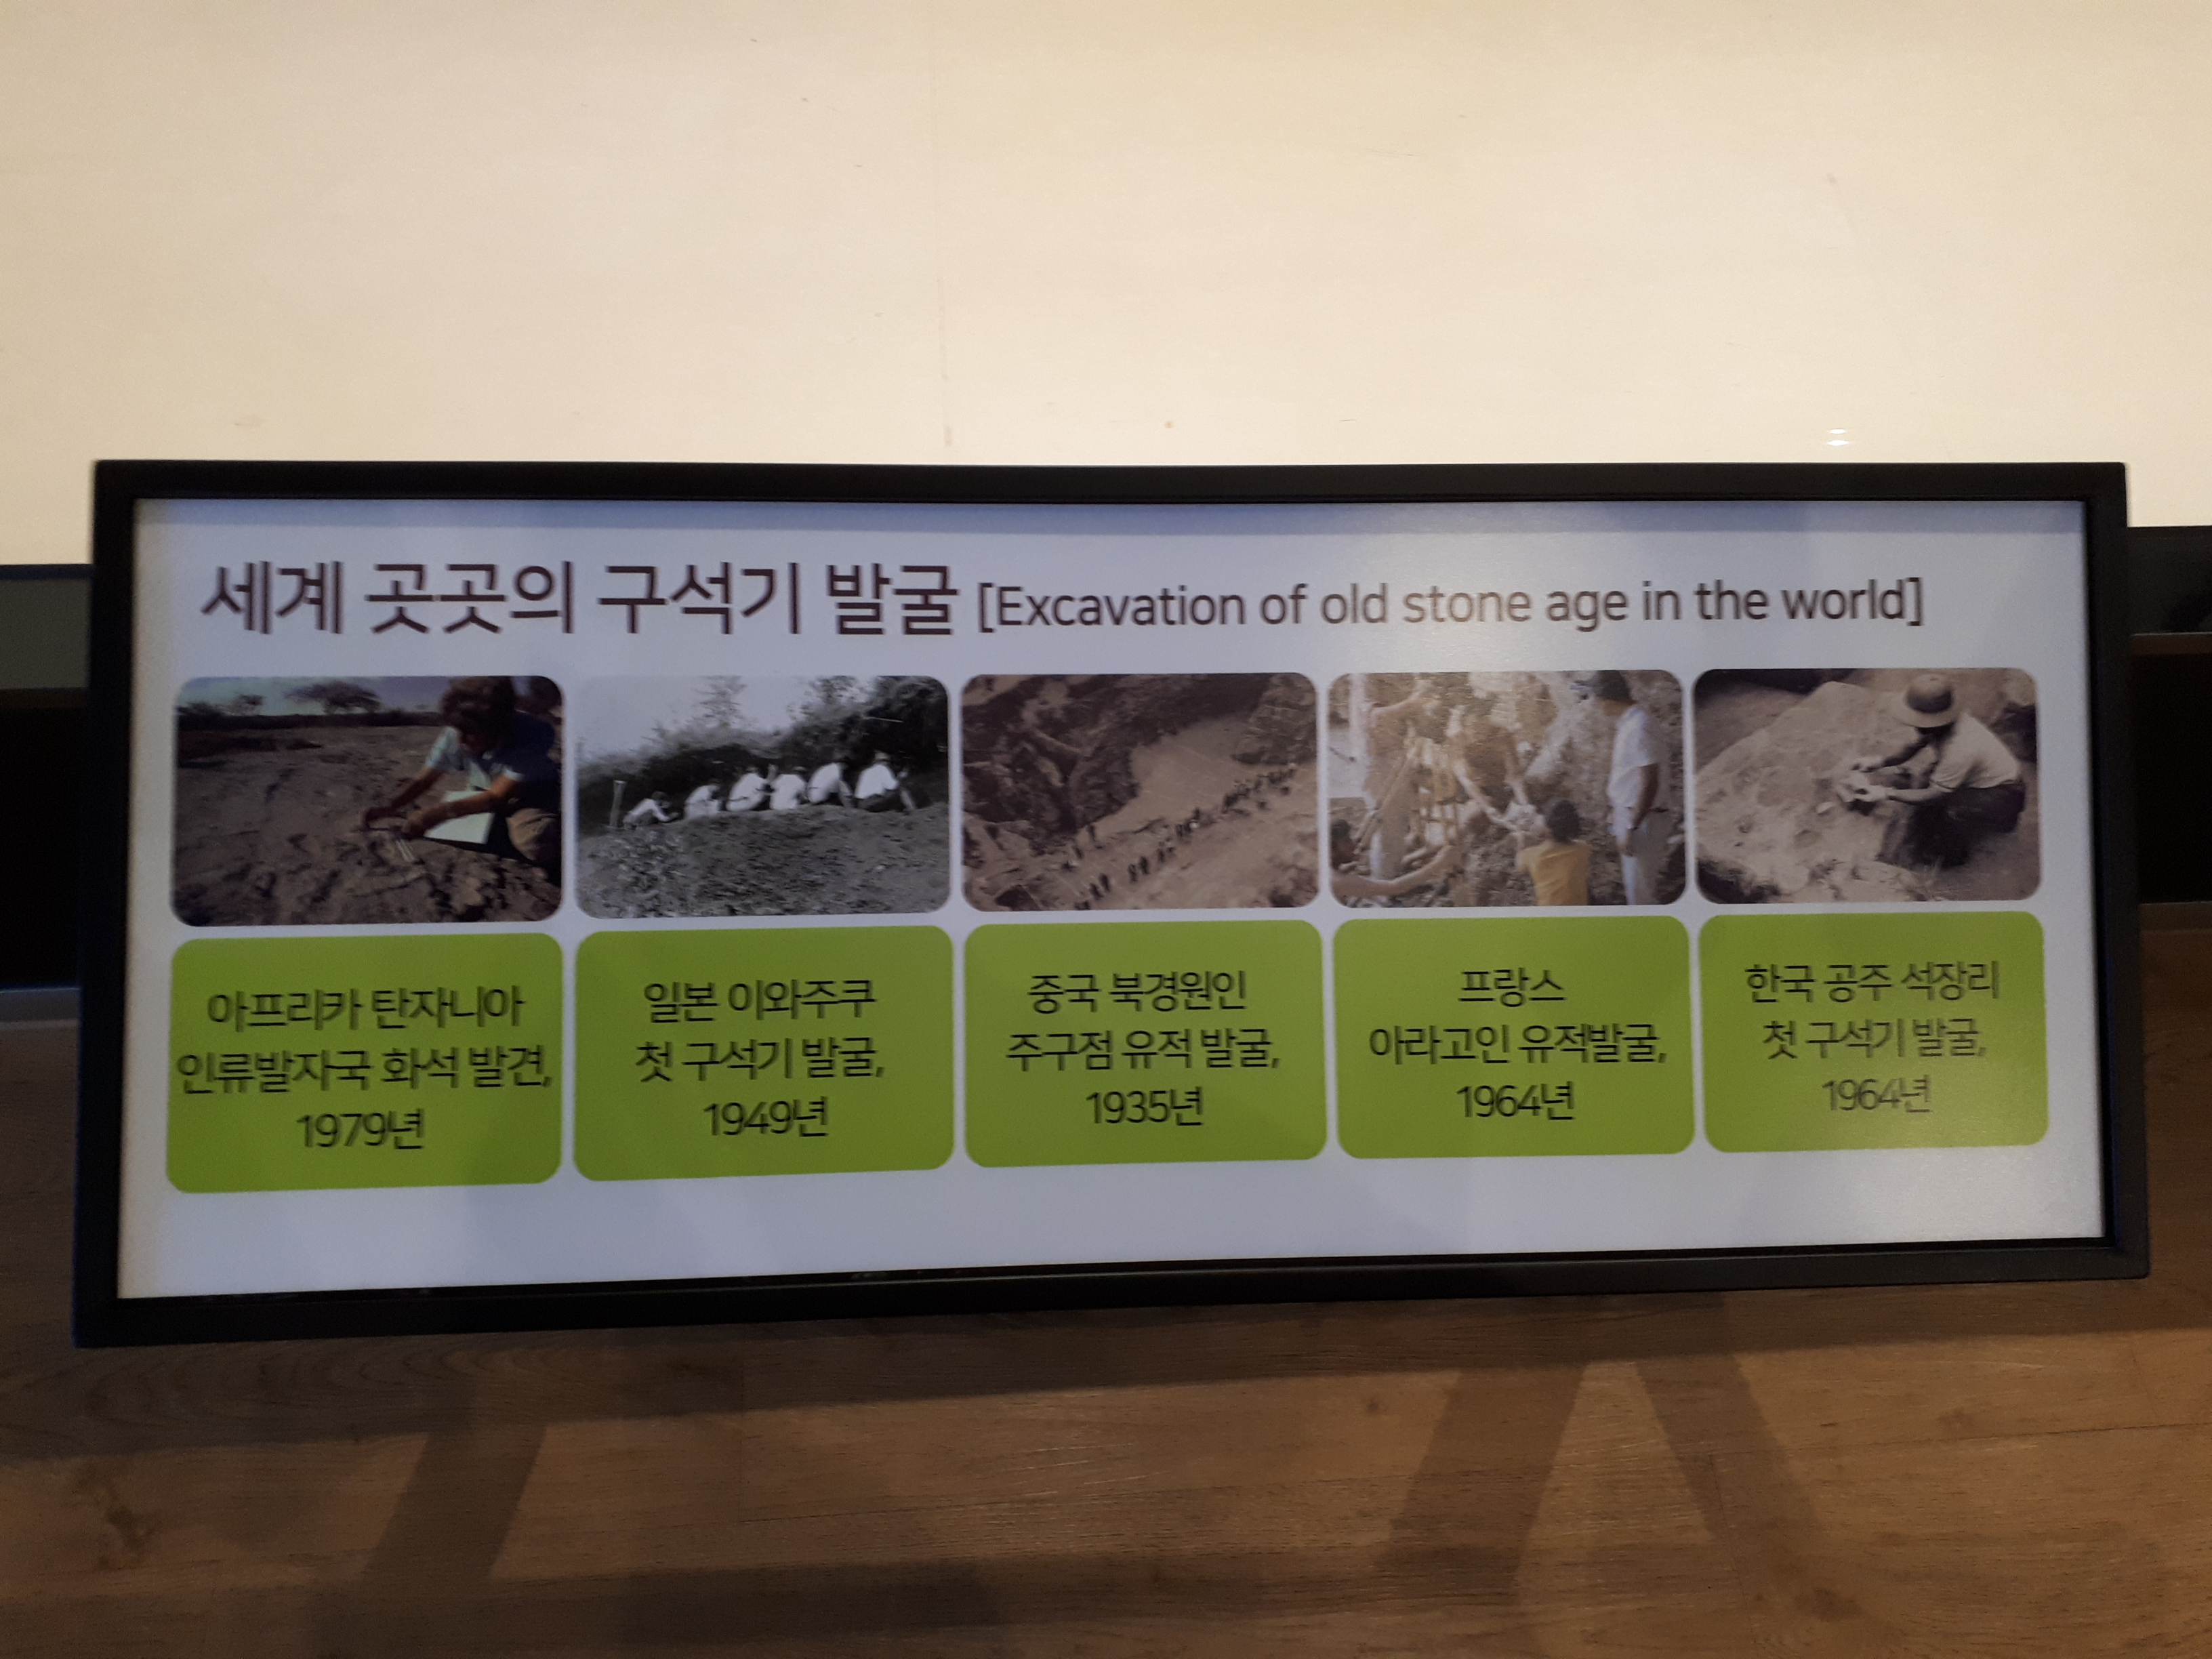 세계 곳곳의 구석기 발굴 [Excavation of old stone age in the world]
아프리카 탄자니아
인류발자국 화석 발견,
1979년
일본 이와주쿠
첫 구석기 발굴,
1949년
중국 북경원인
주구점 유적 발굴,
1935년
프랑스
아라고인 유적발굴,
1964년
한국 공주 석장리
첫 구석기 발굴,
1964년